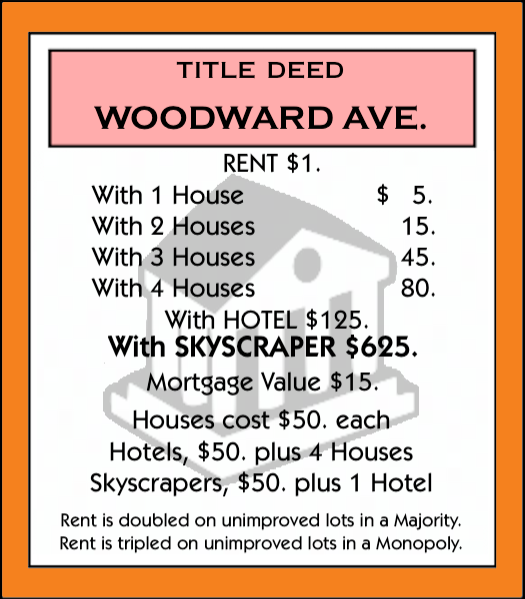 TITLE DEED
WOODWARD AVE.
RENT $1.
With 1 House $ 5.
With 2 Houses 15.
With 3 Houses 45.
With 4 Houses 80.
With HOTEL $125.
With SKYSCRAPER $625.
Mortgage Value $15.
Houses cost $50. each
Hotels, $50. plus 4 Houses
Skyscrapers, $50. plus 1 Hotel
Rent is doubled on unimproved lots in a Majority.
Rent is tripled on unimproved lots in a Monopoly.